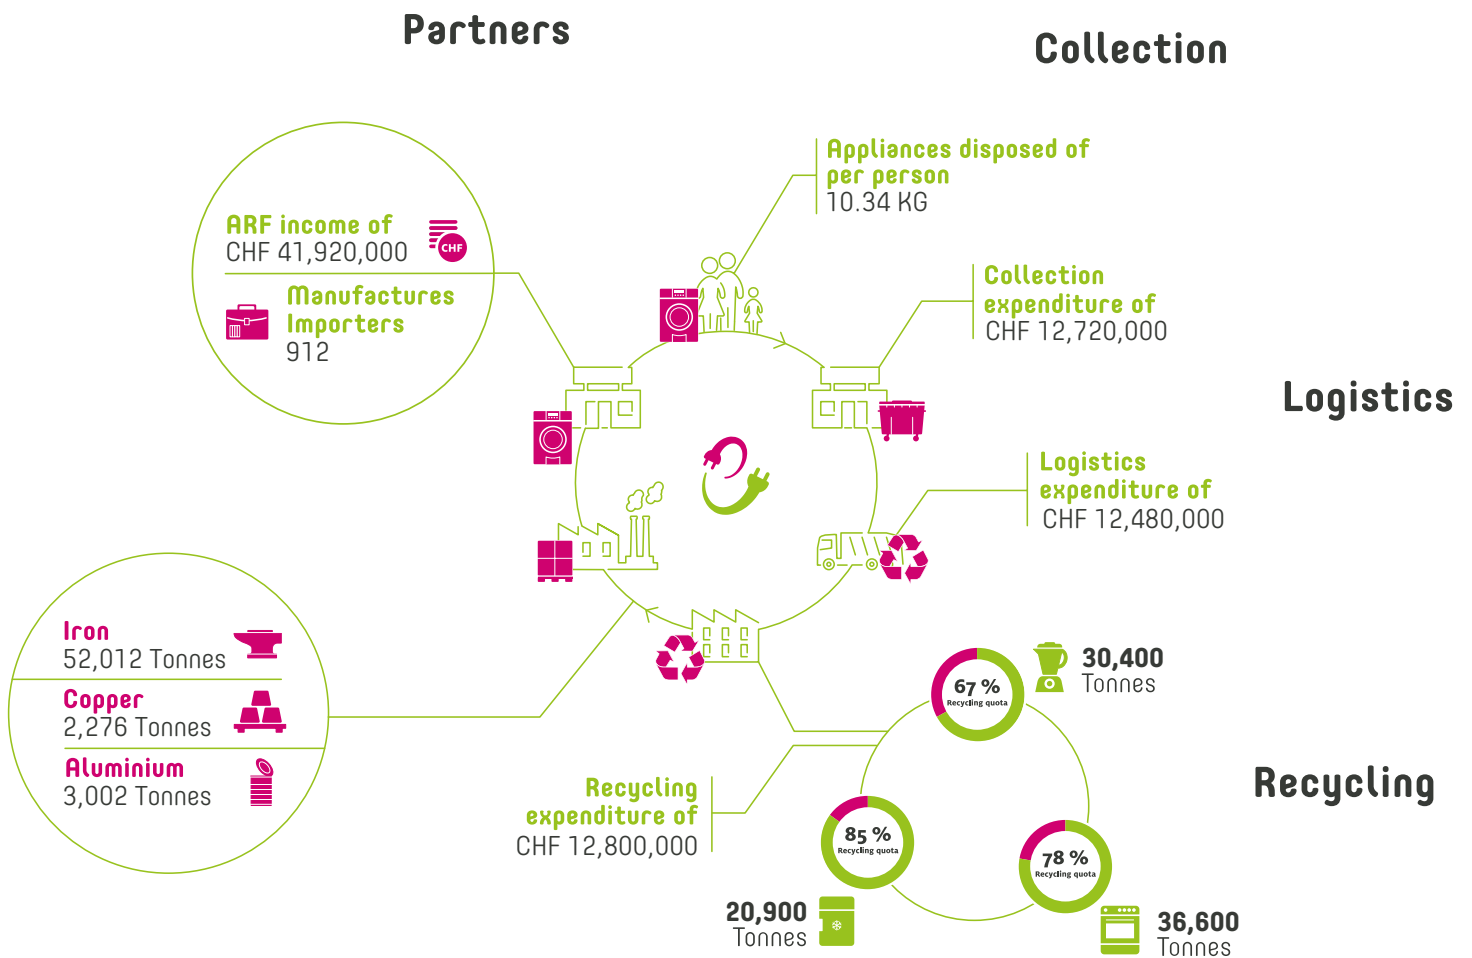 Partners
Collection
Appliances disposed of
per person
10.34 KG
ARF income of
CHF 41,920,000
CHF
Manufactures
Importers
912
Collection
expenditure of
CHF 12,720,000
Logistics
Logistics
expenditure of
CHF 12,480,000
Iron
52,012 Tonnes
Copper
2,276 Tonnes
Aluminium
3,002 Tonnes
67 %
Recycling quota
30,400
Tonnes
Recycling
Recycling
expenditure of
CHF 12,800,000
85 %
Recycling quota
78 %
Recycling quota
20,900
Tonnes
36,600
Tonnes